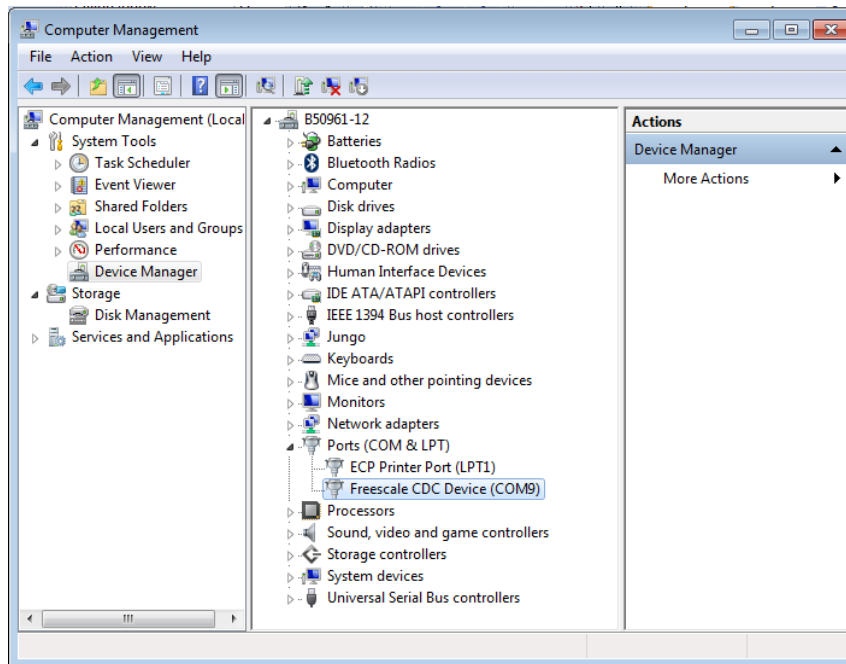 Computer Management
File Action View Help
Computer Management (Local
System Tools
Task Scheduler
Event Viewer
Shared Folders
Local Users and Groups
Performance
Device Manager
Storage
Disk Management
Services and Applications
B50961-12
Batteries
Bluetooth Radios
Computer
Disk drives
Display adapters
DVD/CD-ROM drives
Human Interface Devices
IDE ATA/ATAPI controllers
IEEE 1394 Bus host controllers
Jungo
Keyboards
Mice and other pointing devices
Monitors
Network adapters
Ports (COM & LPT)
ECP Printer Port (LPT1)
Freescale CDC Device (COM9)
Processors
Sound, video and game controllers
Storage controllers
System devices
Universal Serial Bus controllers
Actions
Device Manager
More Actions